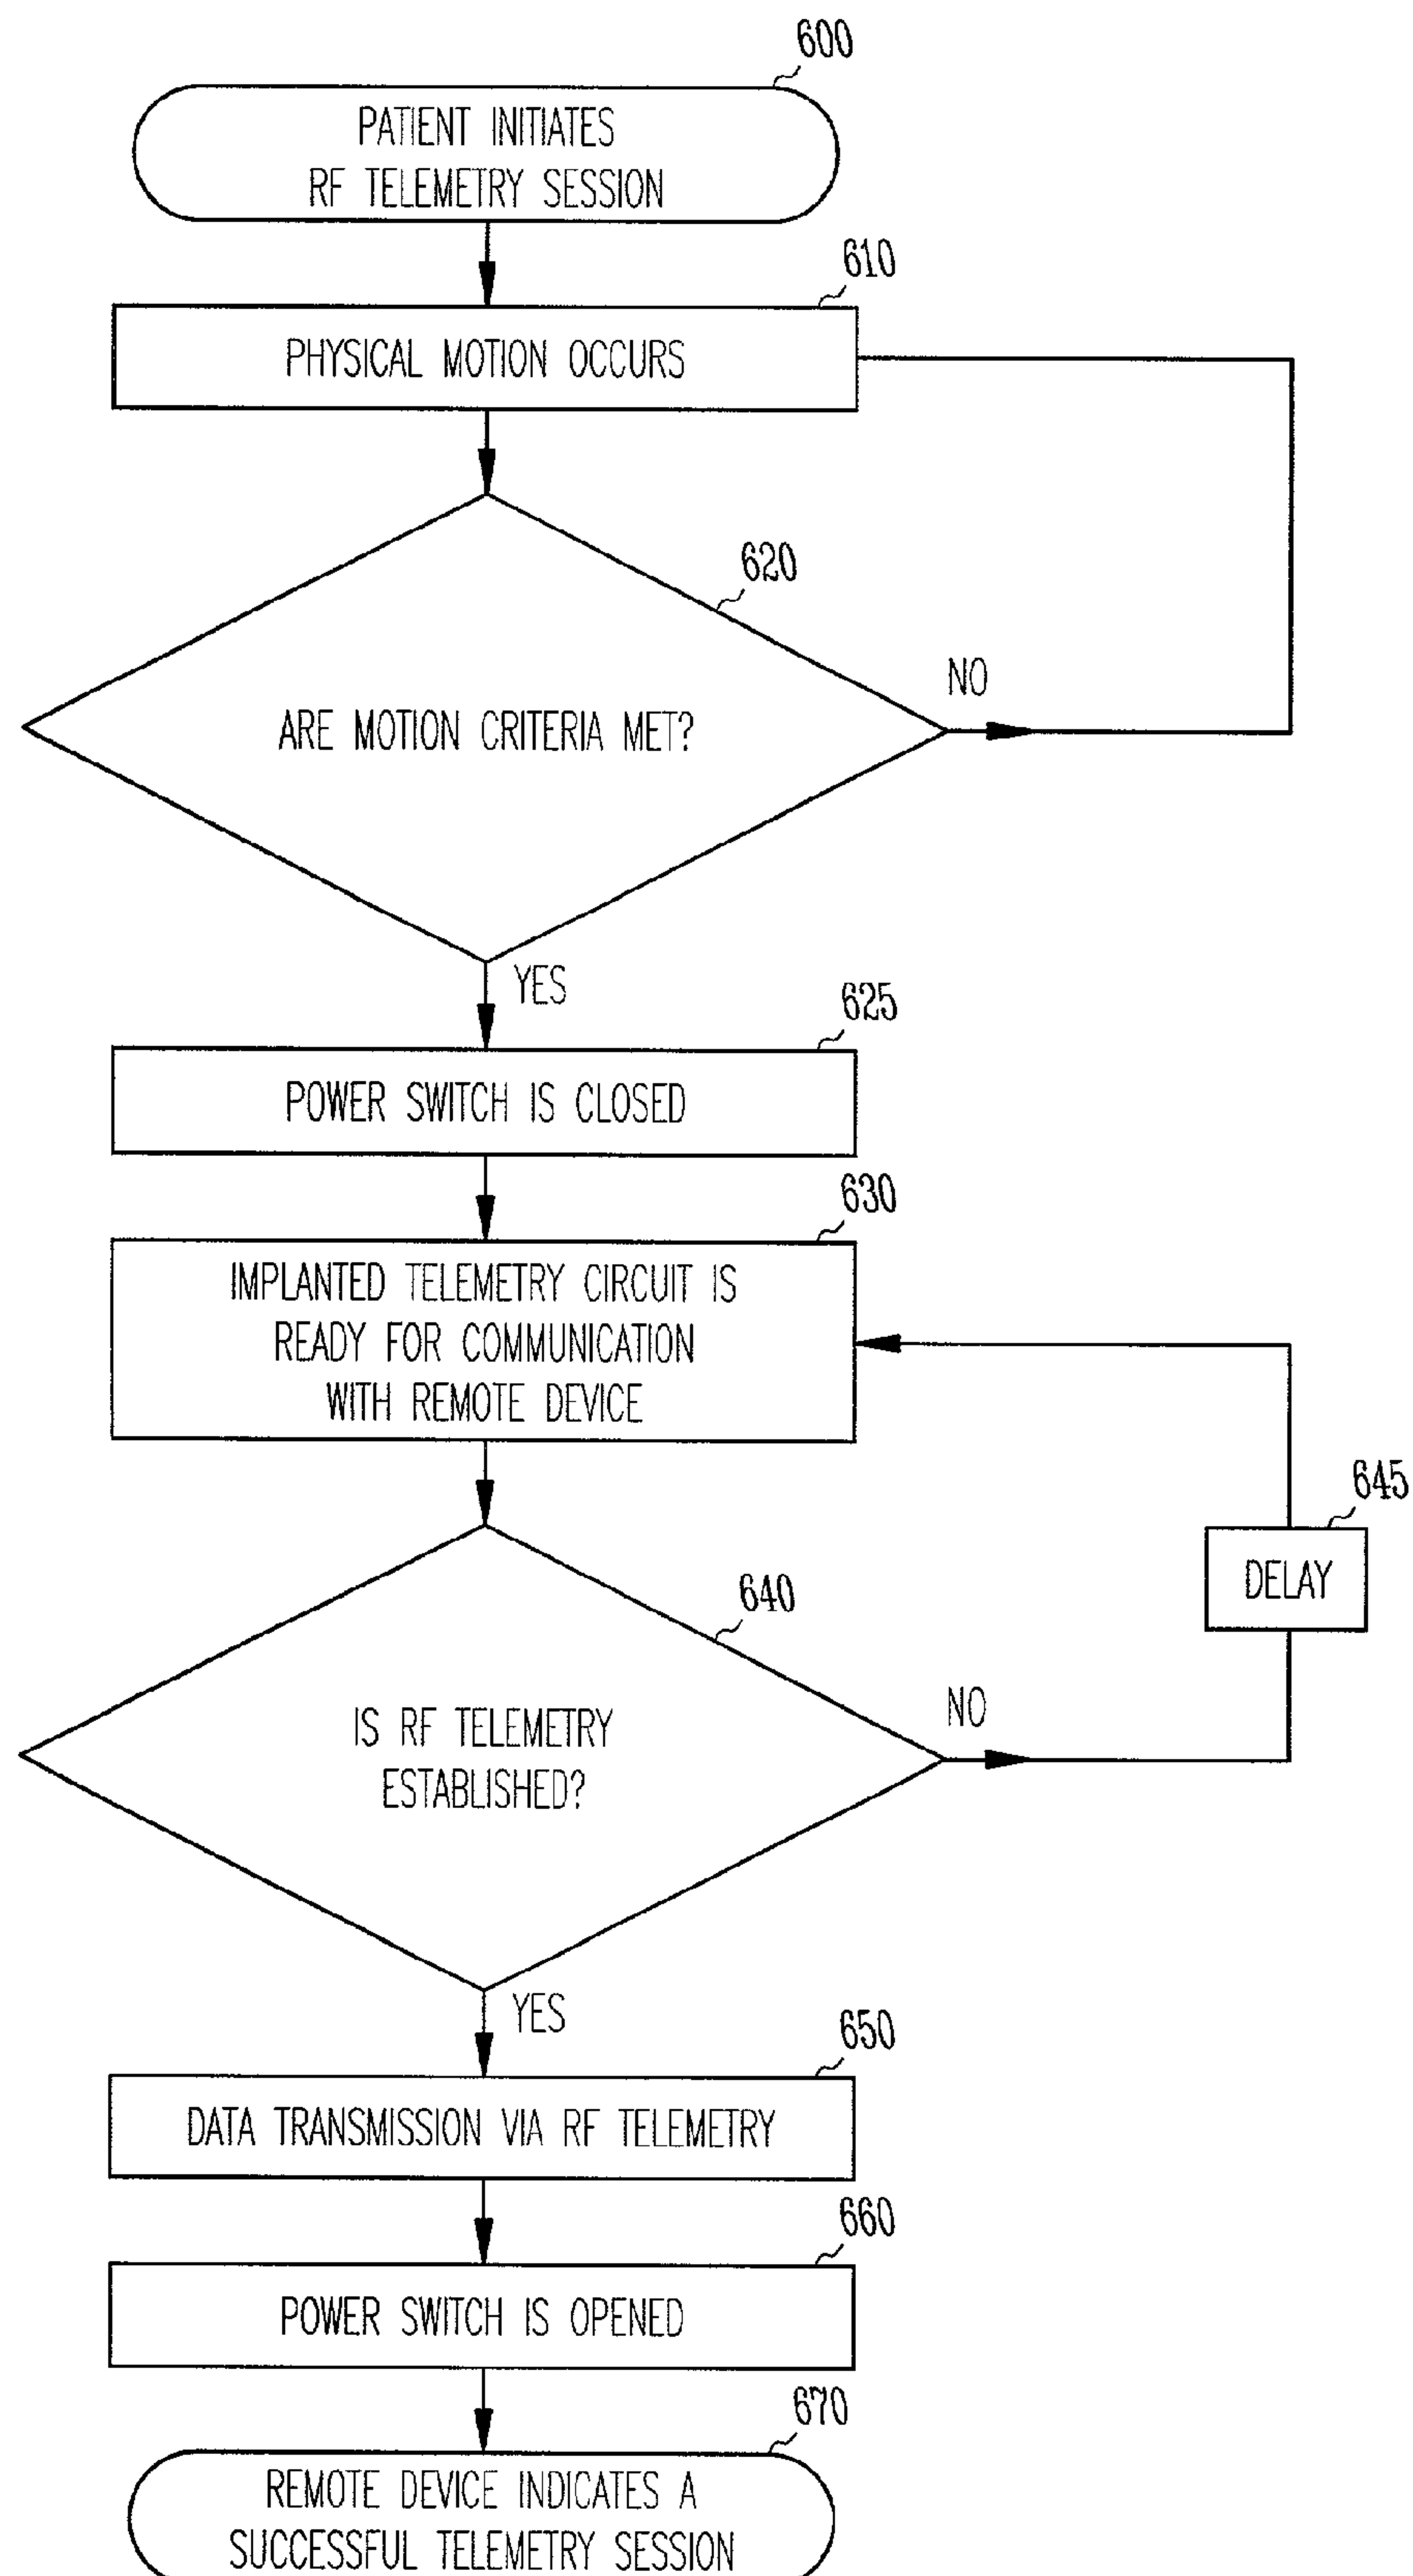 600
PATIENT INITIATES
RF TELEMETRY SESSION
610
PHYSICAL MOTION OCCURS
620
ARE MOTION CRITERIA MET?
NO
YES
625
POWER SWITCH IS CLOSED
630
IMPLANTED TELEMETRY CIRCUIT IS
READY FOR COMMUNICATION
WITH REMOTE DEVICE
645
DELAY
640
IS RF TELEMETRY
ESTABLISHED?
NO
YES
650
DATA TRANSMISSION VIA RF TELEMETRY
660
POWER SWITCH IS OPENED
670
REMOTE DEVICE INDICATES A
SUCCESSFUL TELEMETRY SESSION